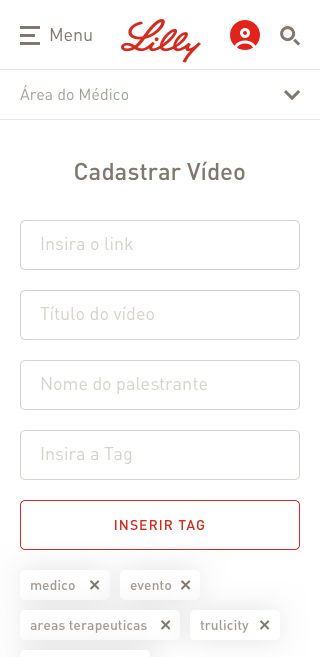 Menu
Lilly
Área do Médico
Cadastrar Vídeo
Insira o link
Título do vídeo
Nome do palestrante
Insira a Tag
INSERIR TAG
medico
evento
areas terapeuticas
trulicity